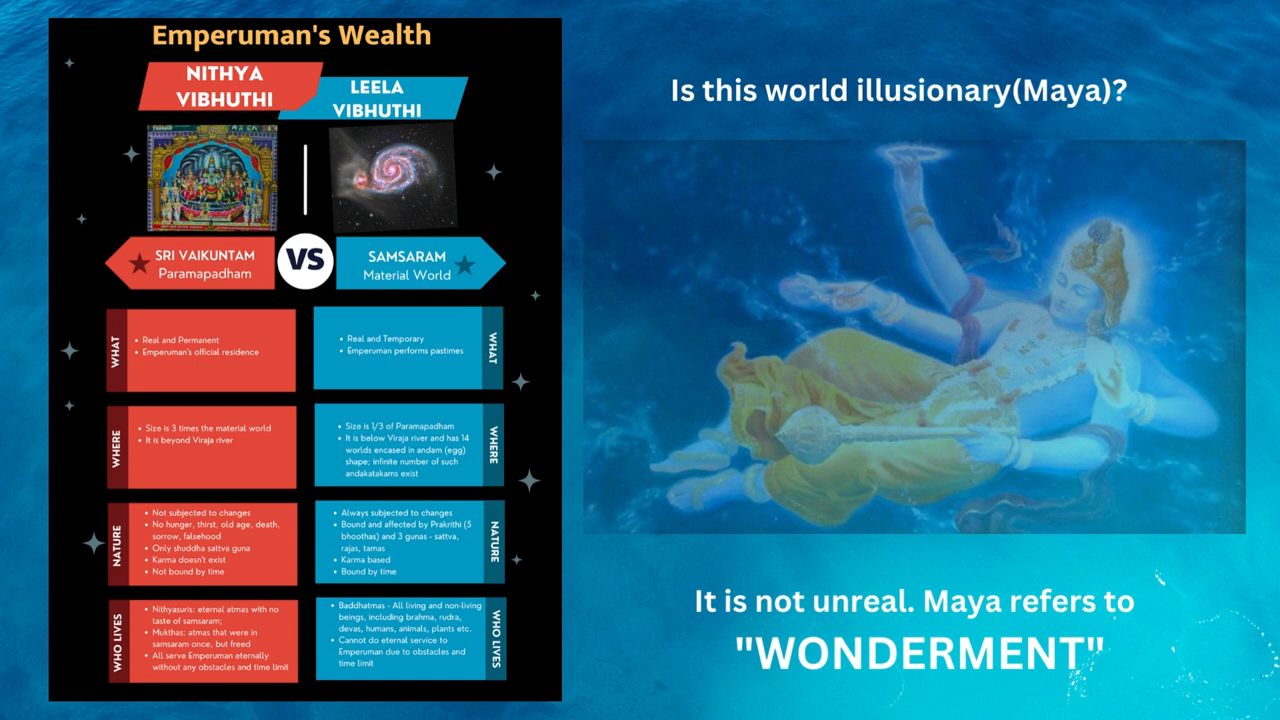 Emperuman's Wealth
NITHYA
VIBHUTHI
LEELA
VIBHUTHI
SRI VAIKUNTAM
Paramapadham
VS
SAMSARAM
Material World
WHAT
• Real and Permanent
• Emperuman's official residence
• Real and Temporary
• Emperuman performs pastimes
WHAT
WHERE
• Size is 3 times the material world
• It is beyond Viraja river
• Size is 1/3 of Paramapadham
• It is below Viraja river and has 14
worlds encased in andam (egg)
shape; infinite number of such
andakatakams exist
WHERE
NATURE
• Not subjected to changes
• No hunger, thirst, old age, death,
sorrow, falsehood
• Only shuddha sattva guna
• Karma doesn't exist
• Not bound by time
• Always subjected to changes
• Bound and affected by Prakrithi (5
bhoothas) and 3 gunas - sattva,
rajas, tamas
• Karma based
• Bound by time
NATURE
WHO LIVES
• Nithyasuris: eternal atmas with no
taste of samsaram;
• Mukthas: atmas that were in
samsaram once, but freed
• All serve Emperuman eternally
without any obstacles and time limit
• Baddhatmas - All living and non-living
beings, including brahma, rudra,
devas, humans, animals, plants etc.
• Cannot do eternal service to
Emperuman due to obstacles and
time limit
WHO LIVES
Is this world illusionary(Maya)?
It is not unreal. Maya refers to
"WONDERMENT"